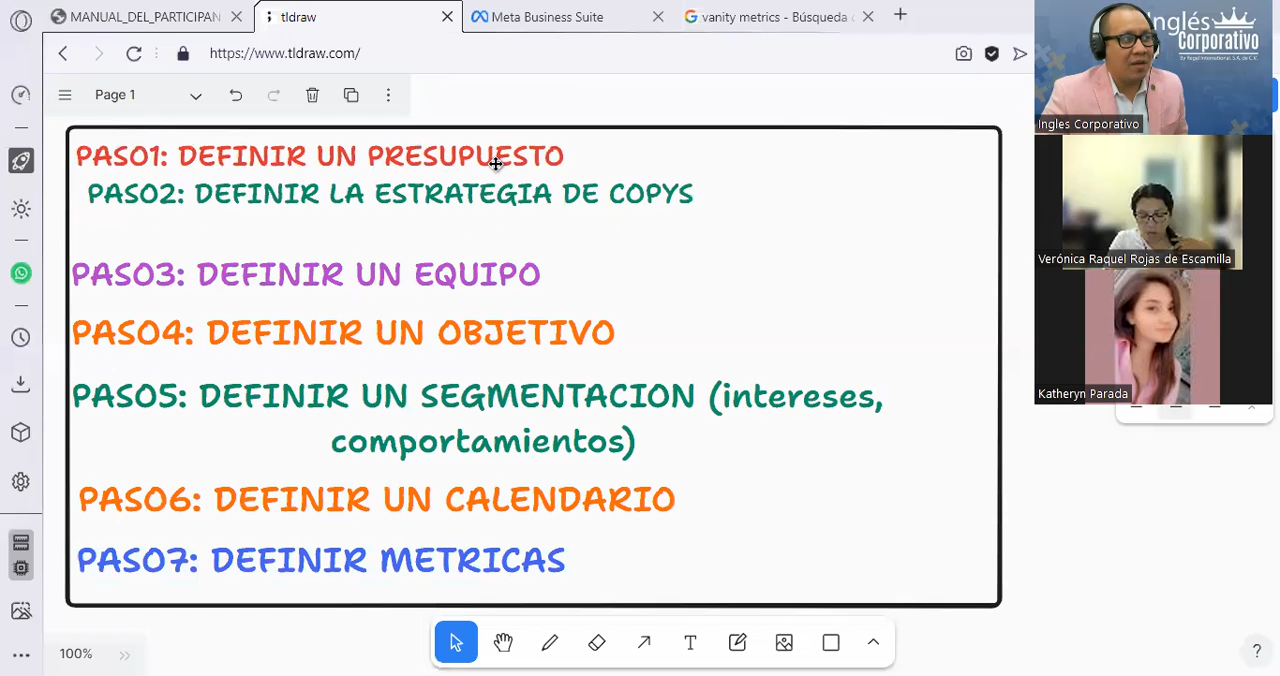 MANUAL_DEL_PARTICIPAN
tldraw
Meta Business Suite
vanity metrics - Búsqueda
https://www.tldraw.com/
Page 1
PASO1: DEFINIR UN PRESUPUESTO
PASO2: DEFINIR LA ESTRATEGIA DE COPYS
PASO3: DEFINIR UN EQUIPO
PASO4: DEFINIR UN OBJETIVO
PASO5: DEFINIR UN SEGMENTACION (intereses,
comportamientos)
PASO6: DEFINIR UN CALENDARIO
PASO7: DEFINIR METRICAS
100%
?
Inglés
Corporativo
Ingles Corporativo
Verónica Raquel Rojas de Escamilla
Katheryn Parada